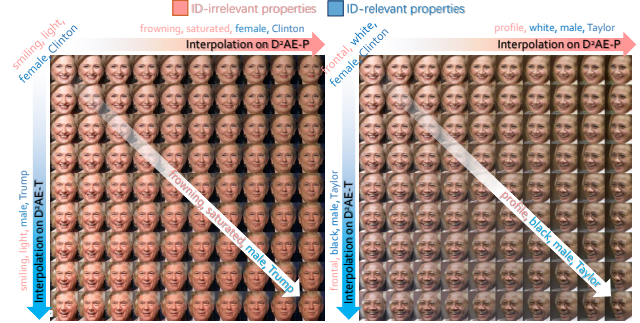 ID-irrelevant properties
ID-relevant properties
smiling, light,
female, Clinton
frowning, saturated, female, Clinton
Interpolation on D²AE-P
smiling, light, male, Trump
Interpolation on D²AE-T
frowning, saturated, male, Trump
frontal, white,
female, Clinton
profile, white, male, Taylor
Interpolation on D²AE-P
frontal, black, male, Taylor
Interpolation on D²AE-T
profile, black, male, Taylor